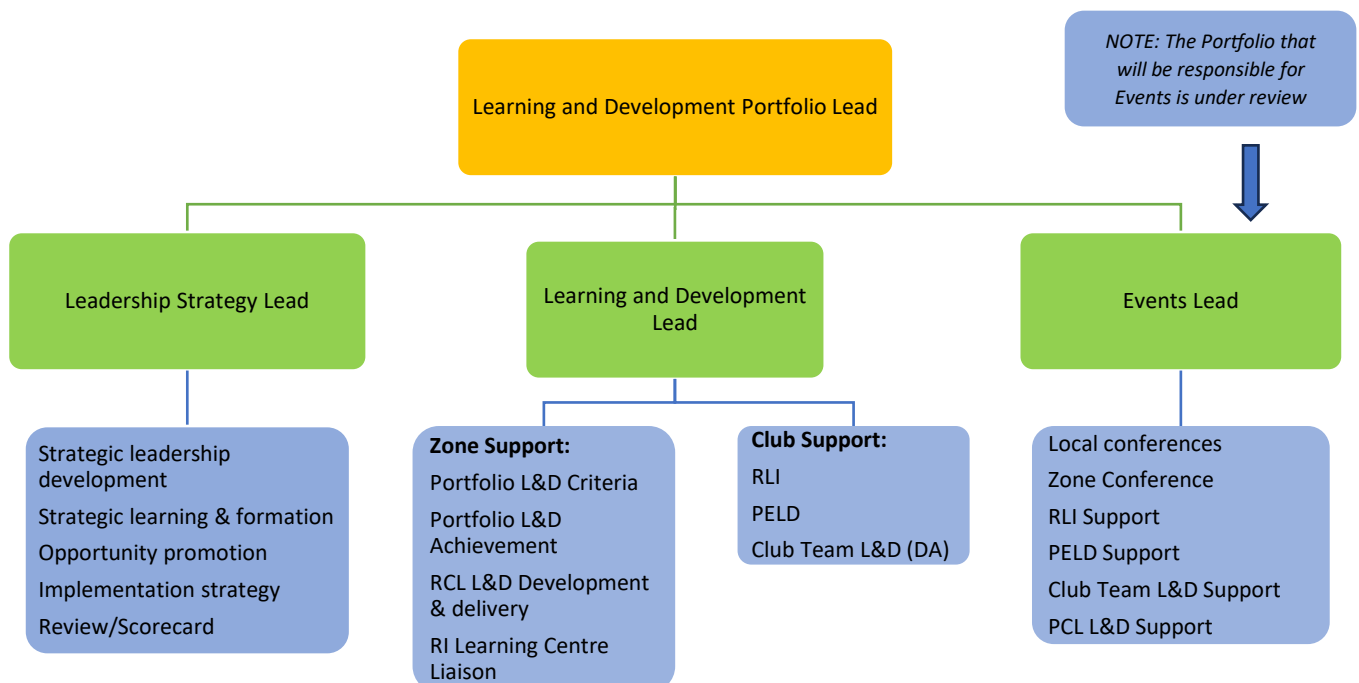 Learning and Development Portfolio Lead
NOTE: The Portfolio that
will be responsible for
Events is under review
Leadership Strategy Lead
Learning and Development
Lead
Events Lead
Strategic leadership
development
Strategic learning & formation
Opportunity promotion
Implementation strategy
Review/Scorecard
Zone Support:
Portfolio L&D Criteria
Portfolio L&D
Achievement
RCL L&D Development
& delivery
RI Learning Centre
Liaison
Club Support:
RLI
PELD
Club Team L&D (DA)
Local conferences
Zone Conference
RLI Support
PELD Support
Club Team L&D Support
PCL L&D Support